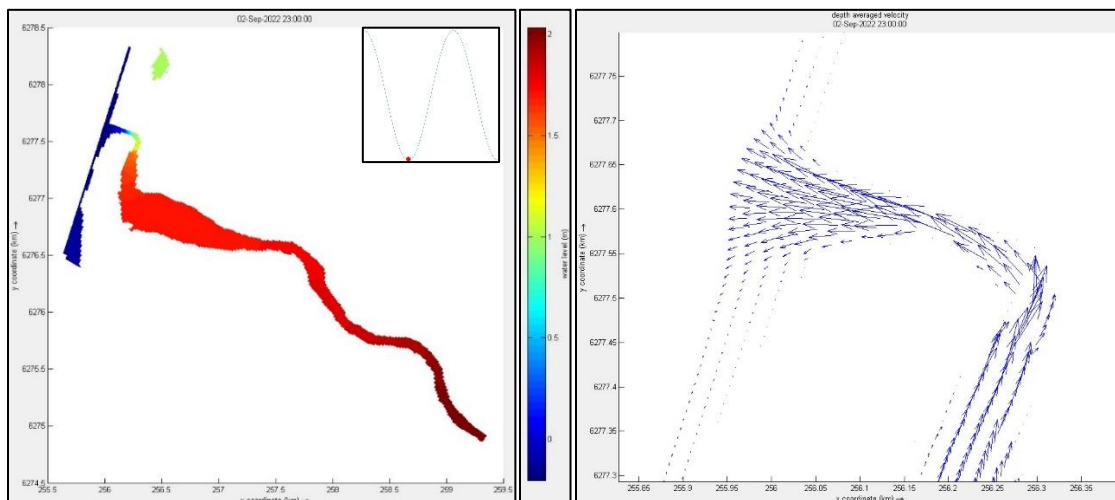 02-Sep-2022 23:00:00
6278.5
6278
6277.5
6277
6276.5
6276
6275.5
6275
6274.5
y coordinate (km) →
255.5 256 256.5 257 257.5 258 258.5 259 259.5
x coordinate (km) →
2
1.5
1
0.5
0
water level (m)
depth averaged velocity
02-Sep-2022 23:00:00
6277.75
6277.7
6277.65
6277.6
6277.55
6277.5
6277.45
6277.4
6277.35
6277.3
y coordinate (km) →
255.85 255.9 255.95 256 256.05 256.1 256.15 256.2 256.25 256.3 256.35
x coordinate (km) →